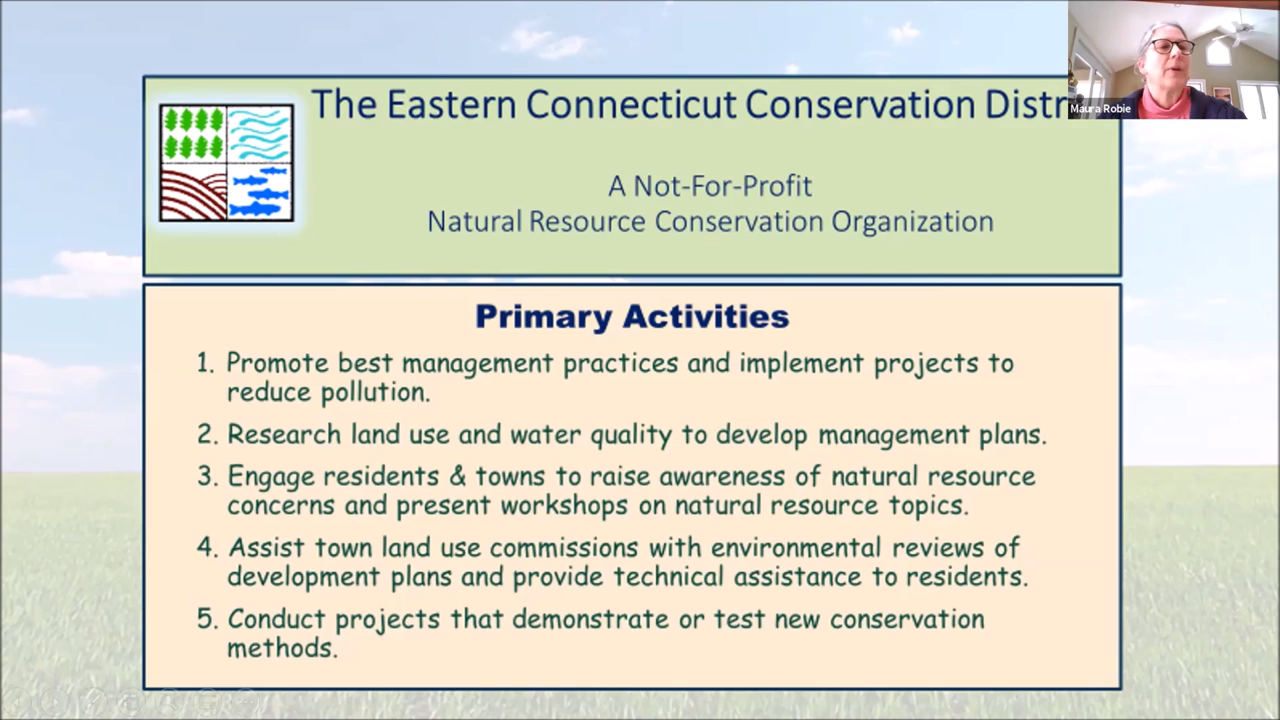 The Eastern Connecticut Conservation Distr
Maura Robie
A Not-For-Profit
Natural Resource Conservation Organization
Primary Activities
1. Promote best management practices and implement projects to
reduce pollution.
2. Research land use and water quality to develop management plans.
3. Engage residents & towns to raise awareness of natural resource
concerns and present workshops on natural resource topics.
4. Assist town land use commissions with environmental reviews of
development plans and provide technical assistance to residents.
5. Conduct projects that demonstrate or test new conservation
methods.